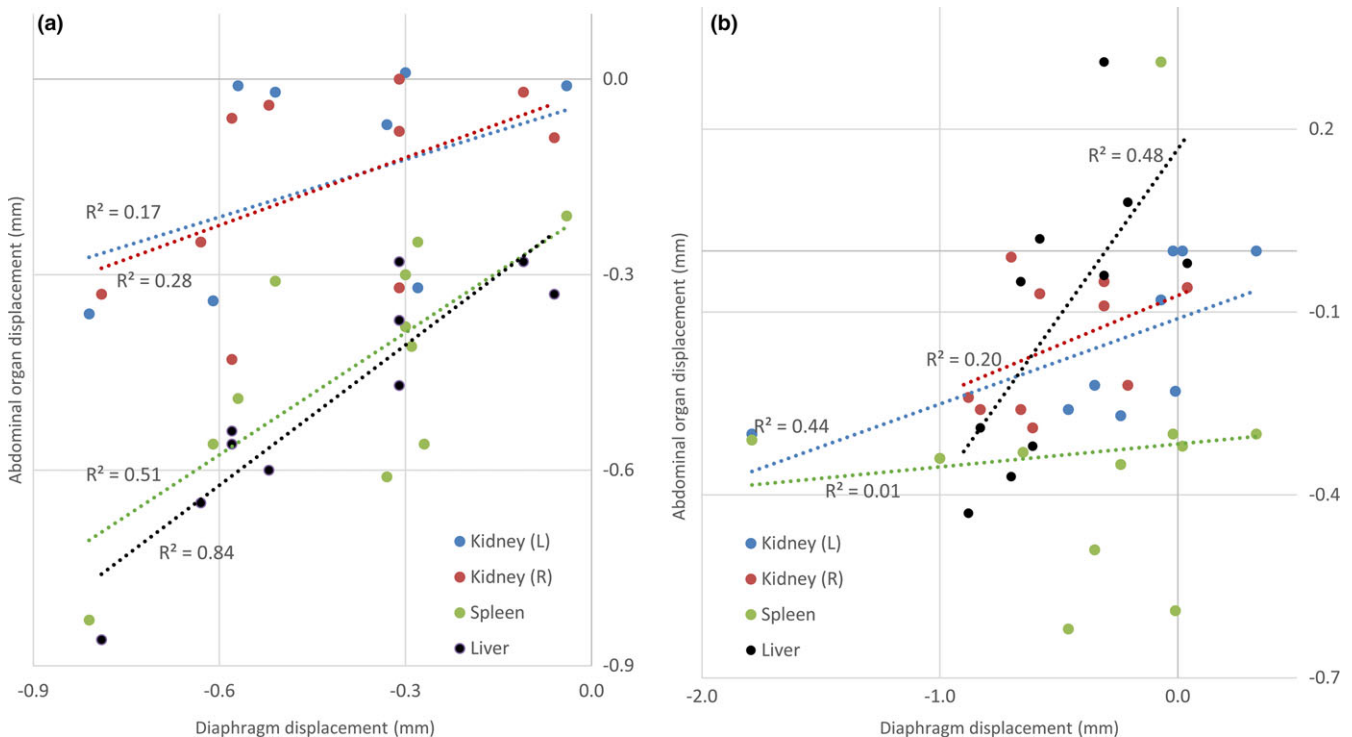 (a)
0.0
-0.3
-0.6
-0.9
Abdominal organ displacement (mm)
R² = 0.17
R² = 0.28
R² = 0.51
R² = 0.84
Kidney (L)
Kidney (R)
Spleen
Liver
-0.9
-0.6
-0.3
0.0
Diaphragm displacement (mm)
(b)
0.2
-0.1
-0.4
-0.7
Abdominal organ displacement (mm)
R² = 0.48
R² = 0.20
R² = 0.44
R² = 0.01
Kidney (L)
Kidney (R)
Spleen
Liver
-2.0
-1.0
0.0
Diaphragm displacement (mm)